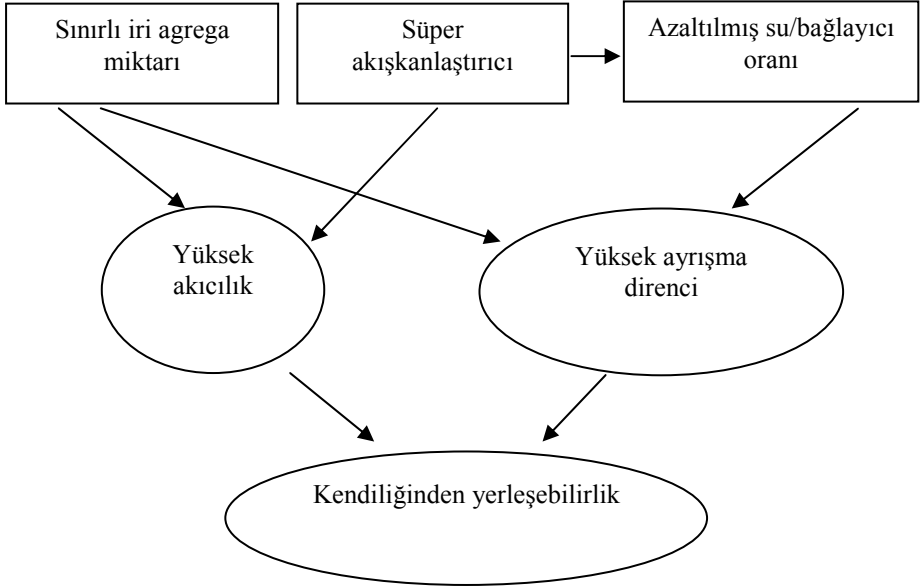 Sınırlı iri agrega
miktarı
Süper
akışkanlaştırıcı
Azaltılmış su/bağlayıcı
oranı
Yüksek
akıcılık
Yüksek ayrışma
direnci
Kendiliğinden yerleşebilirlik